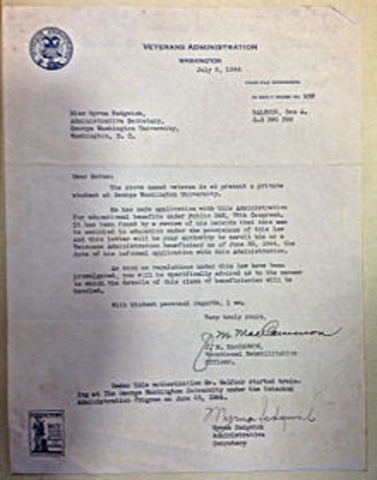 VETERANS ADMINISTRATION
WASHINGTON
July 5, 1944
Miss Myrna Sedgwick,
Administrative Secretary,
George Washington University,
Washington, D. C.
BALFOUR, Don A.
Dear Madam:
The above named veteran is at present a private
student at George Washington University.
He has made application with this Administration
for educational benefits under Public 346, 78th Congress.
It has been found by a review of his records that this man
is entitled to education under the provisions of this law
and this letter will be your authority to enroll him as a
Veterans Administration beneficiary as of June 23, 1944, the
date of his informal application with this Administration.
As soon as regulations under this law have been
promulgated, you will be specifically advised as to the manner
in which the details of this class of beneficiaries will be
handled.
With kindest personal regards, I am,
Very truly yours,
Vocational Rehabilitation
Officer.
Under this authorization Mr. Balfour started train-
ing at The George Washington University under the Veterans
Administration Program on June 23, 1944.
Myrna Sedgwick
Myrna Sedgwick
Administrative
Secretary